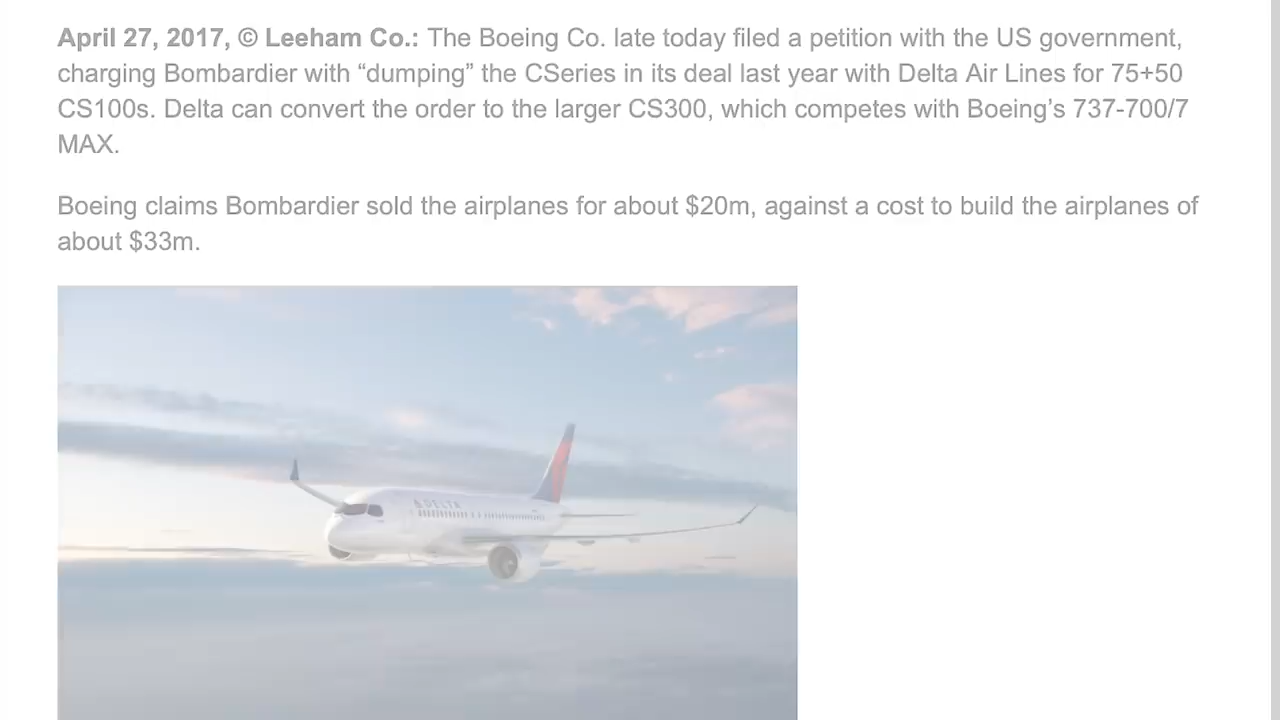 April 27, 2017, © Leeham Co.: The Boeing Co. late today filed a petition with the US government,
charging Bombardier with “dumping” the CSeries in its deal last year with Delta Air Lines for 75+50
CS100s. Delta can convert the order to the larger CS300, which competes with Boeing’s 737-700/7
MAX.
Boeing claims Bombardier sold the airplanes for about $20m, against a cost to build the airplanes of
about $33m.
DELTA